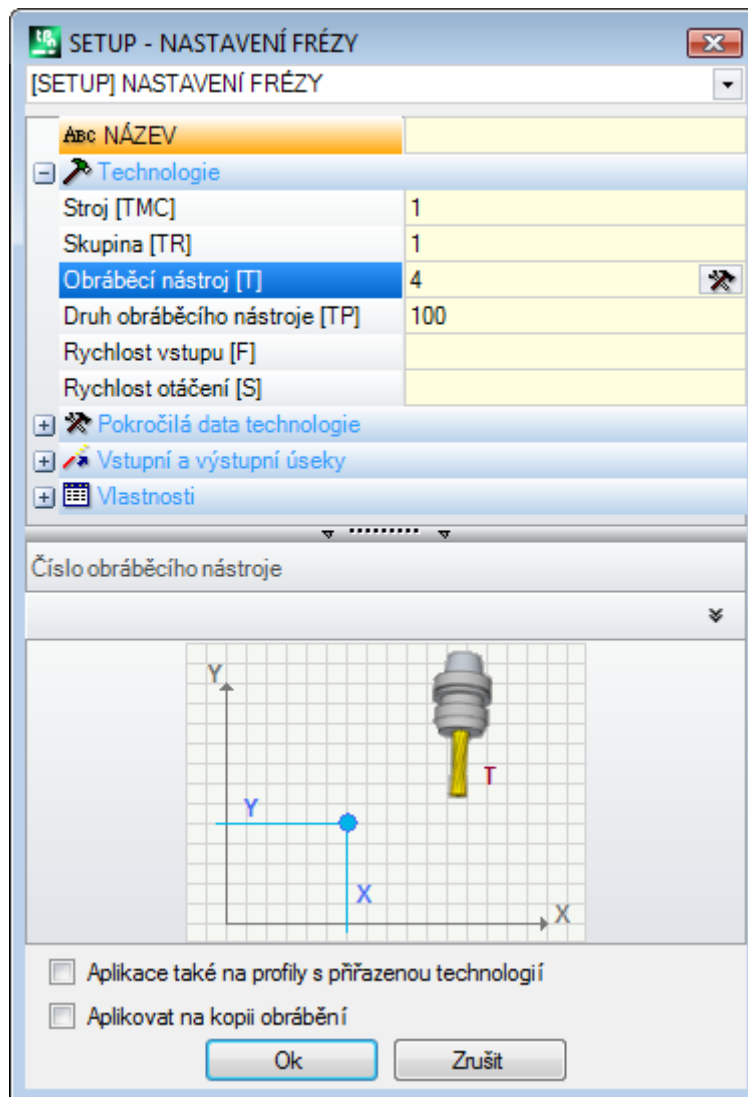 SETUP - NASTAVENÍ FRÉZY
[SETUP] NASTAVENÍ FRÉZY
ABC NÁZEV
Technologie
Stroj [TMC] 1
Skupina [TR] 1
Obráběcí nástroj [T] 4
Druh obráběcího nástroje [TP] 100
Rychlost vstupu [F]
Rychlost otáčení [S]
Pokročilá data technologie
Vstupní a výstupní úseky
Vlastnosti
Číslo obráběcího nástroje
Y
T
Y
X
X
Aplikace také na profily s přiřazenou technologií
Aplikovat na kopii obrábění
Ok Zrušit